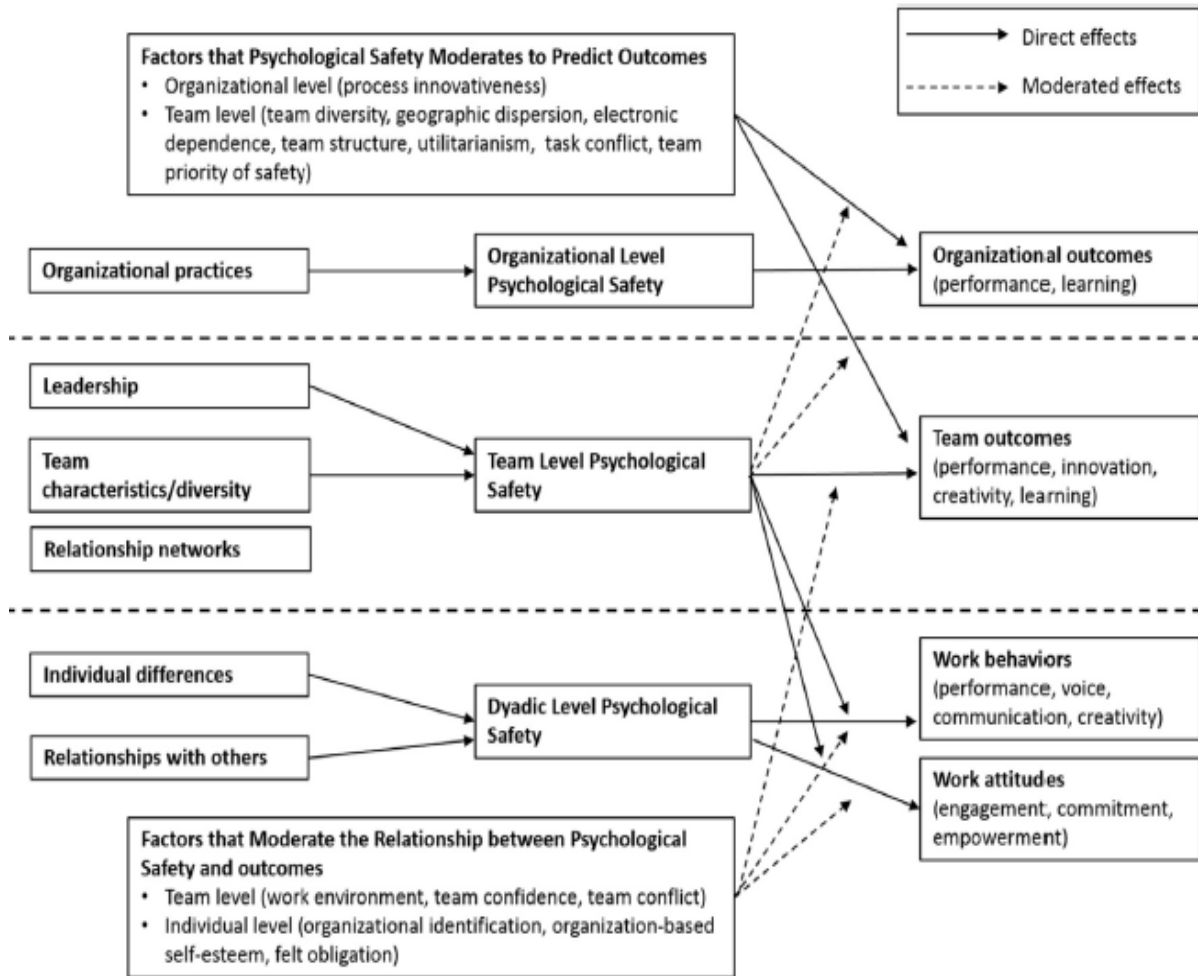 Factors that Psychological Safety Moderates to Predict Outcomes
• Organizational level (process innovativeness)
• Team level (team diversity, geographic dispersion, electronic
dependence, team structure, utilitarianism, task conflict, team
priority of safety)
Direct effects
Moderated effects
Organizational practices
Organizational Level
Psychological Safety
Organizational outcomes
(performance, learning)
Leadership
Team
characteristics/diversity
Relationship networks
Team Level Psychological
Safety
Team outcomes
(performance, innovation,
creativity, learning)
Individual differences
Relationships with others
Dyadic Level Psychological
Safety
Work behaviors
(performance, voice,
communication, creativity)
Work attitudes
(engagement, commitment,
empowerment)
Factors that Moderate the Relationship between Psychological
Safety and outcomes
• Team level (work environment, team confidence, team conflict)
• Individual level (organizational identification, organization-based
self-esteem, felt obligation)